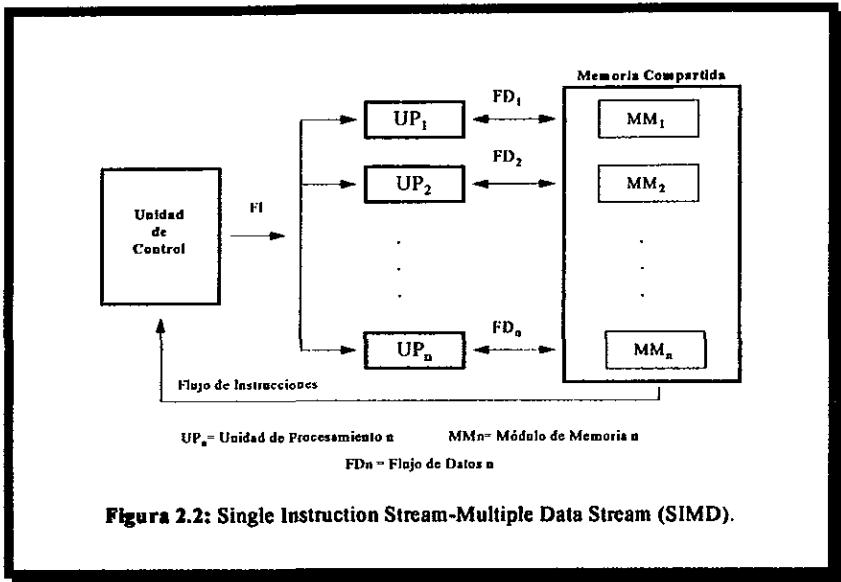 Memoria Compartida
FD₁
UP₁
MM₁
FD₂
UP₂
MM₂
Unidad
de
Control
FI
FDₙ
UPₙ
MMₙ
Flujo de Instrucciones
UPₙ= Unidad de Procesamiento n MMn= Módulo de Memoria n
FDn = Flujo de Datos n
Figura 2.2: Single Instruction Stream-Multiple Data Stream (SIMD).